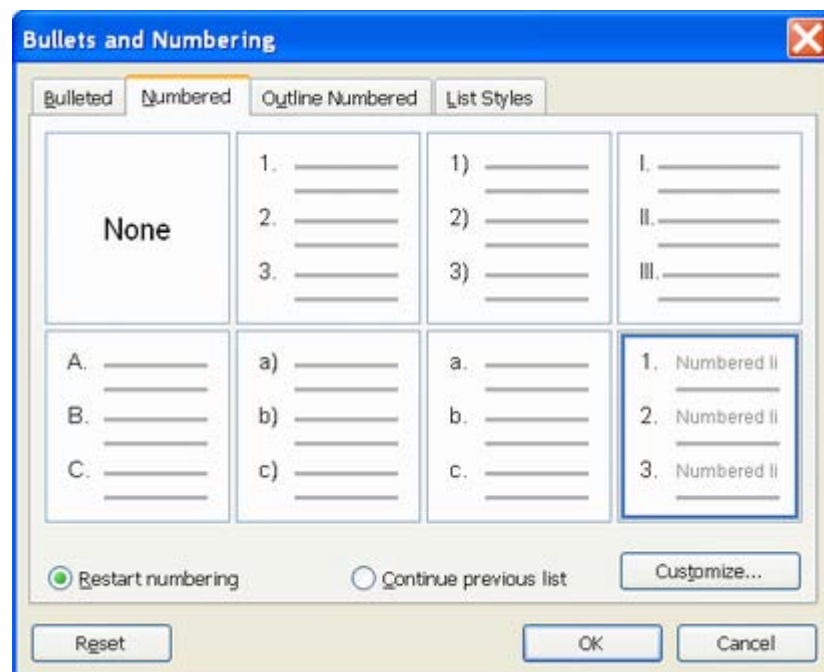 Bullets and Numbering
Bulleted Numbered Outline Numbered List Styles
None
1.
2.
3.
1)
2)
3)
I.
II.
III.
A.
B.
C.
a)
b)
c)
a.
b.
c.
1. Numbered li
2. Numbered li
3. Numbered li
Restart numbering Continue previous list Customize...
Reset OK Cancel